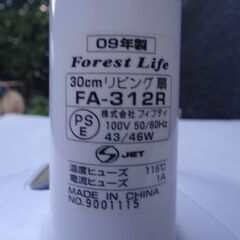 09年製
Forest Life
30cmリビング扇
FA-312R
株式会社フィフティ
PS
E
100V 50/60Hz
43/46W
S JET
温度ヒューズ 115℃
電流ヒューズ 1A
MADE IN CHINA
NO.9001115